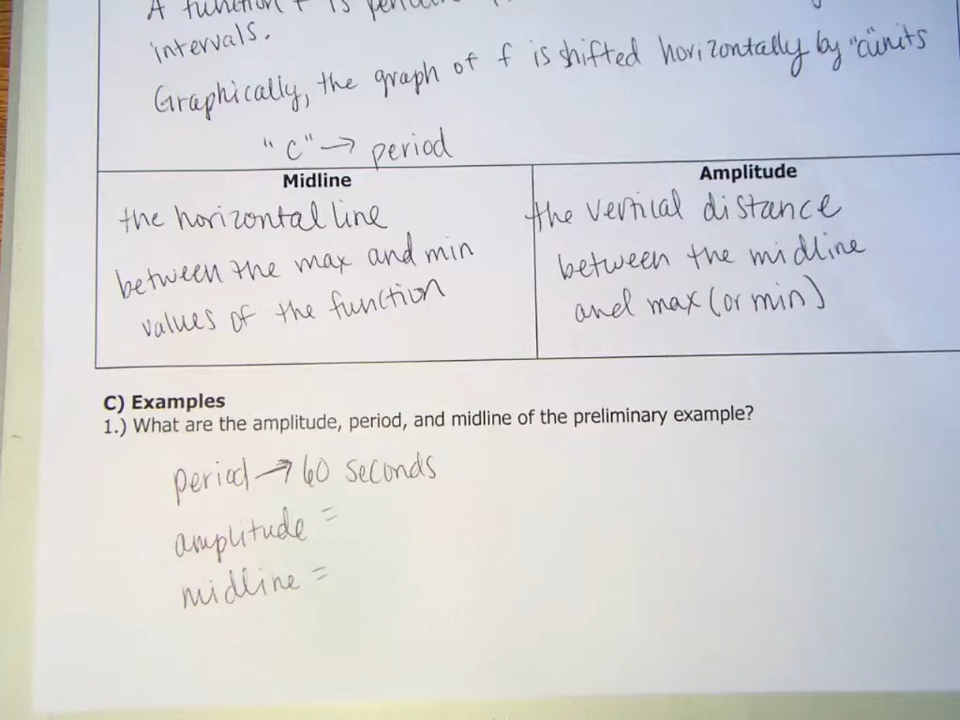 A function f is
intervals.
Graphically, the graph of f is shifted horizontally by "c" units
"c" → period
Midline
the horizontal line
between the max and min
values of the function
Amplitude
the vertical distance
between the midline
and max (or min)
C) Examples
1.) What are the amplitude, period, and midline of the preliminary example?
period → 60 seconds
amplitude =
midline =